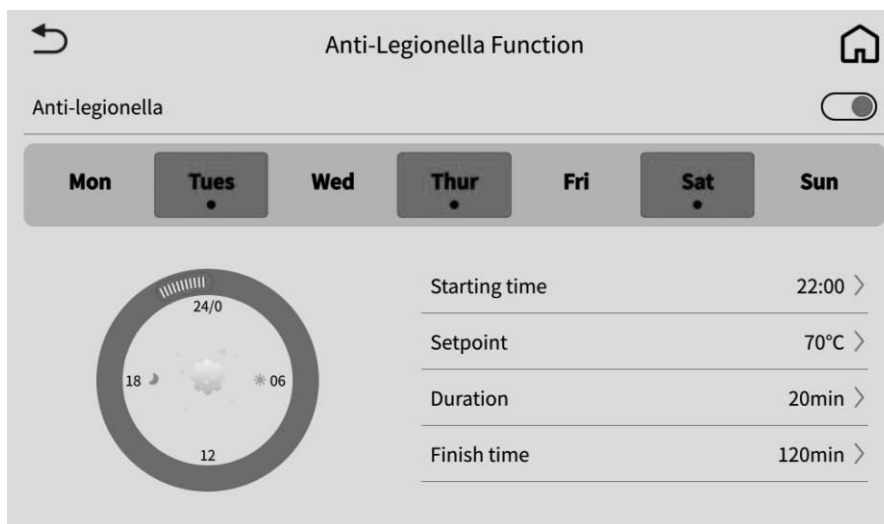 Anti-Legionella Function
Anti-legionella
Mon Tues Wed Thur Fri Sat Sun
24/0
18 06
12
Starting time 22:00
Setpoint 70°C
Duration 20min
Finish time 120min